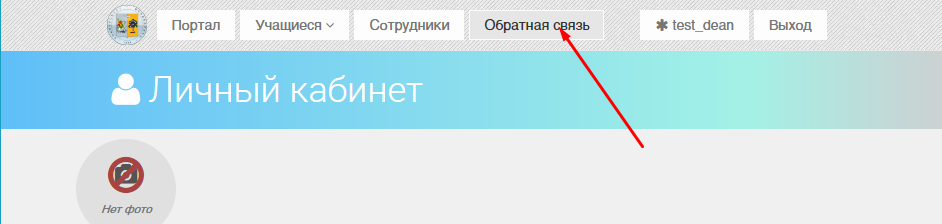 Портал Учащиеся Сотрудники Обратная связь test_dean Выход
Личный кабинет
Нет фото